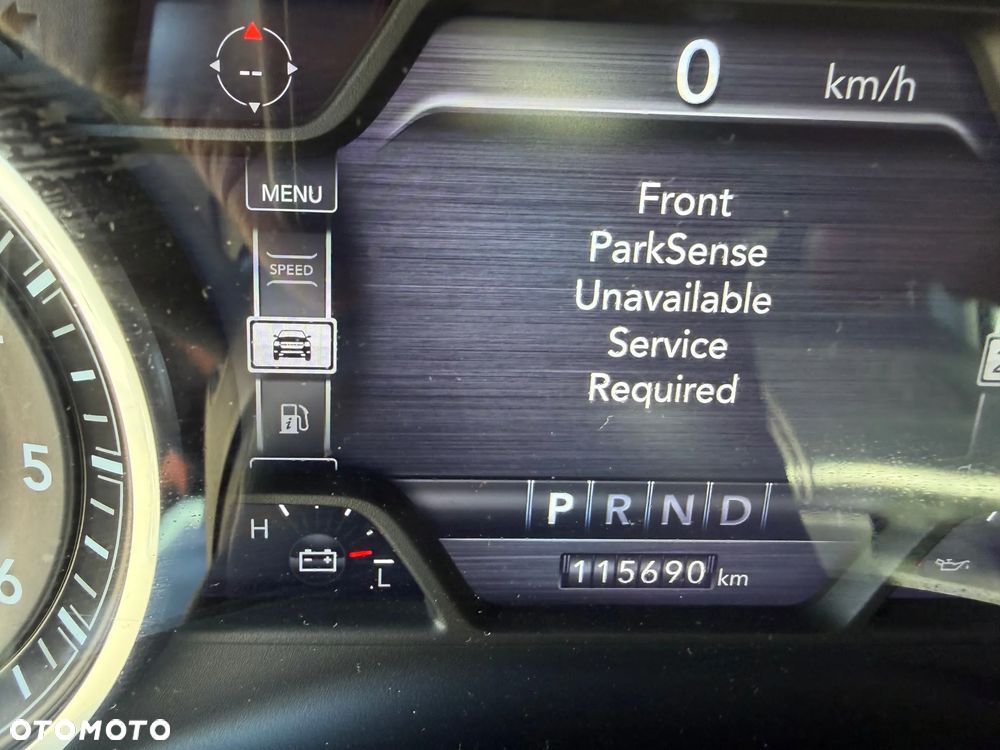 0 km/h
MENU
Front
ParkSense
SPEED
Unavailable
Service
Required
5
P R N D
H
L
115690 km
6
OTOMOTO